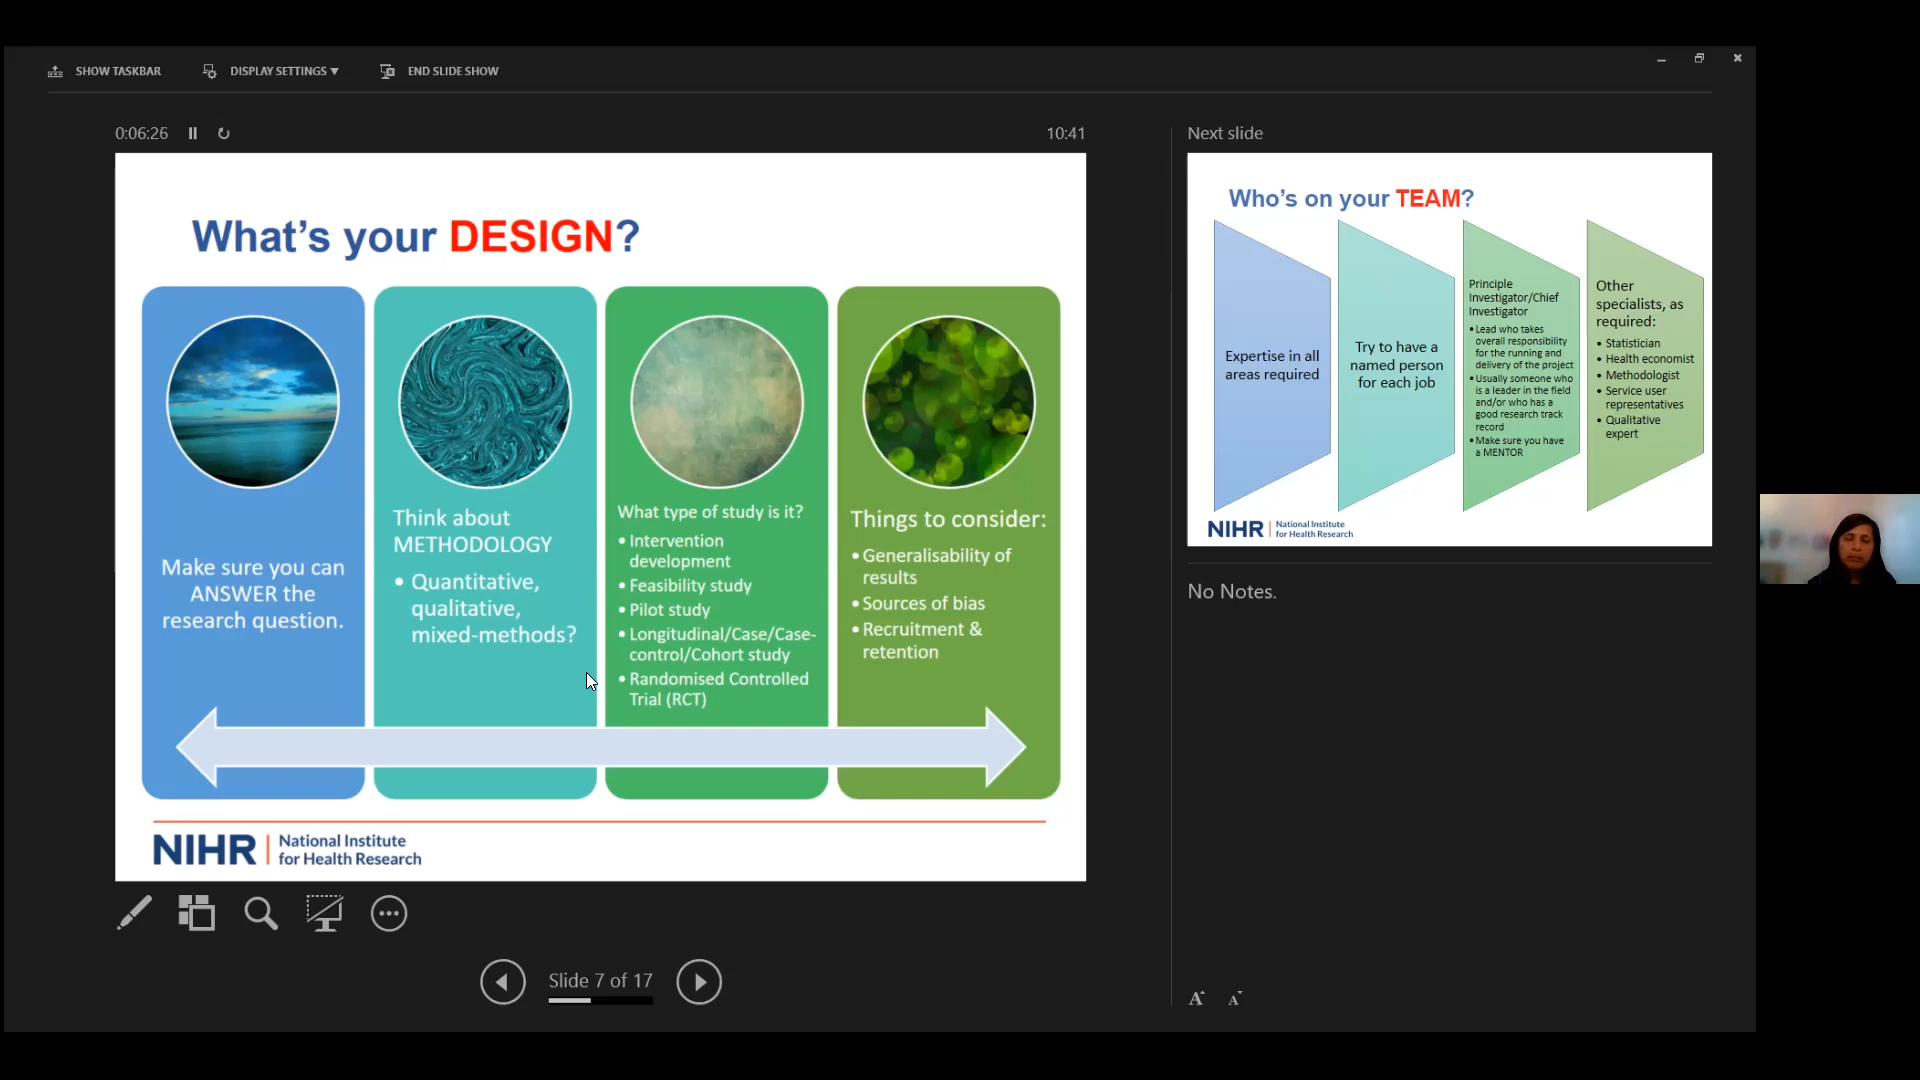 SHOW TASKBAR
DISPLAY SETTINGS ▼
END SLIDE SHOW
0:06:26
10:41
What's your DESIGN?
Make sure you can
ANSWER the
research question.
Think about
METHODOLOGY
• Quantitative,
qualitative,
mixed-methods?
What type of study is it?
• Intervention
development
• Feasibility study
• Pilot study
• Longitudinal/Case/Case-
control/Cohort study
• Randomised Controlled
Trial (RCT)
Things to consider:
• Generalisability of
results
• Sources of bias
• Recruitment &
retention
NIHR | National Institute
for Health Research
Slide 7 of 17
Next slide
Who's on your TEAM?
Expertise in all
areas required
Try to have a
named person
for each job
Principle
Investigator/Chief
Investigator
• Lead who takes
overall responsibility
for the running and
delivery of the project
• Usually someone who
is a leader in the field
and/or who has a
good research track
record
• Make sure you have
a MENTOR
Other
specialists, as
required:
• Statistician
• Health economist
• Methodologist
• Service user
representatives
• Qualitative
expert
NIHR | National Institute
for Health Research
No Notes.
A A